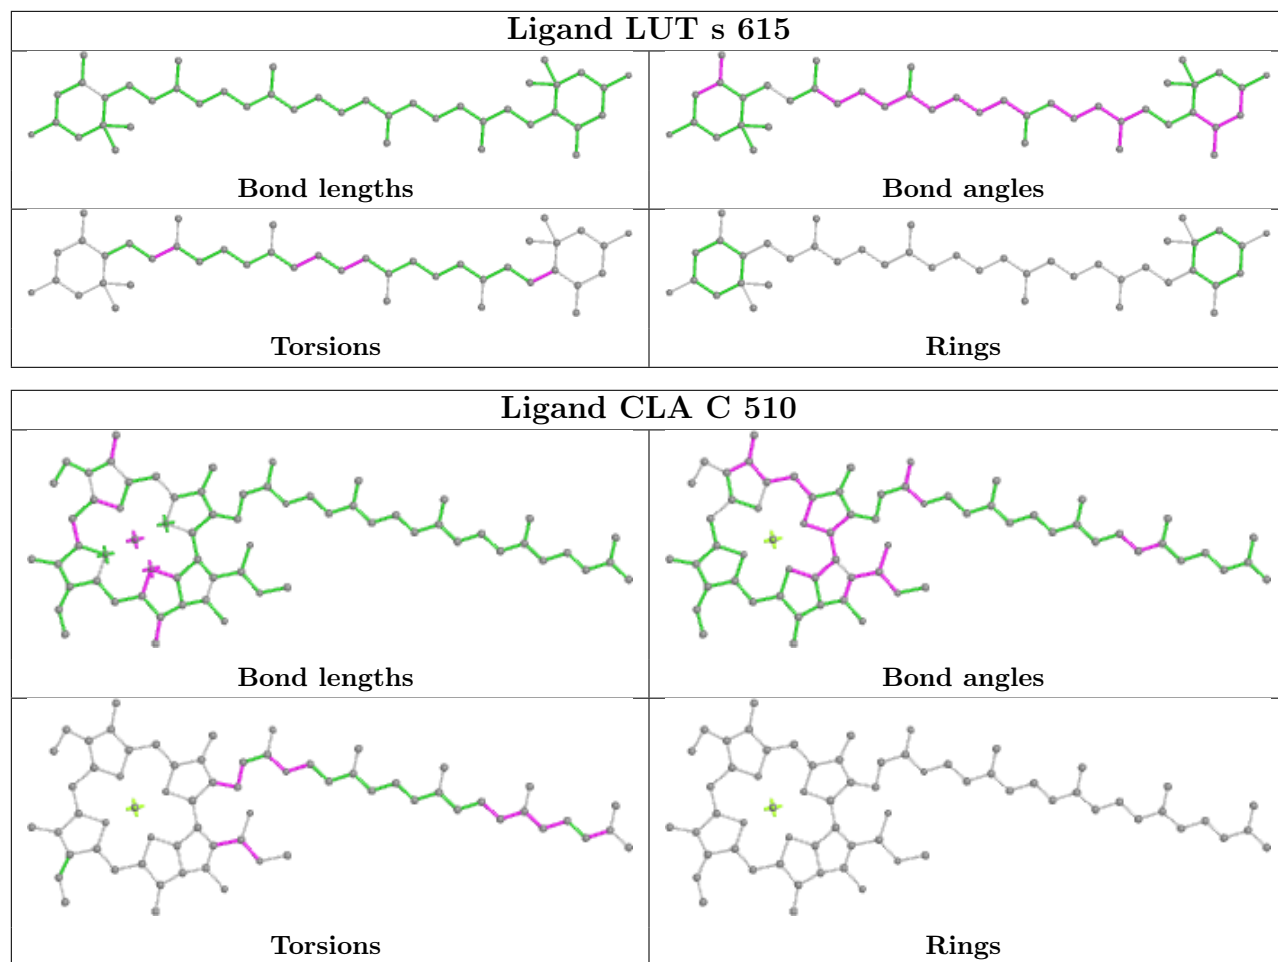 Ligand LUT s 615
Bond lengths
Bond angles
Torsions
Rings
Ligand CLA C 510
Bond lengths
Bond angles
Torsions
Rings